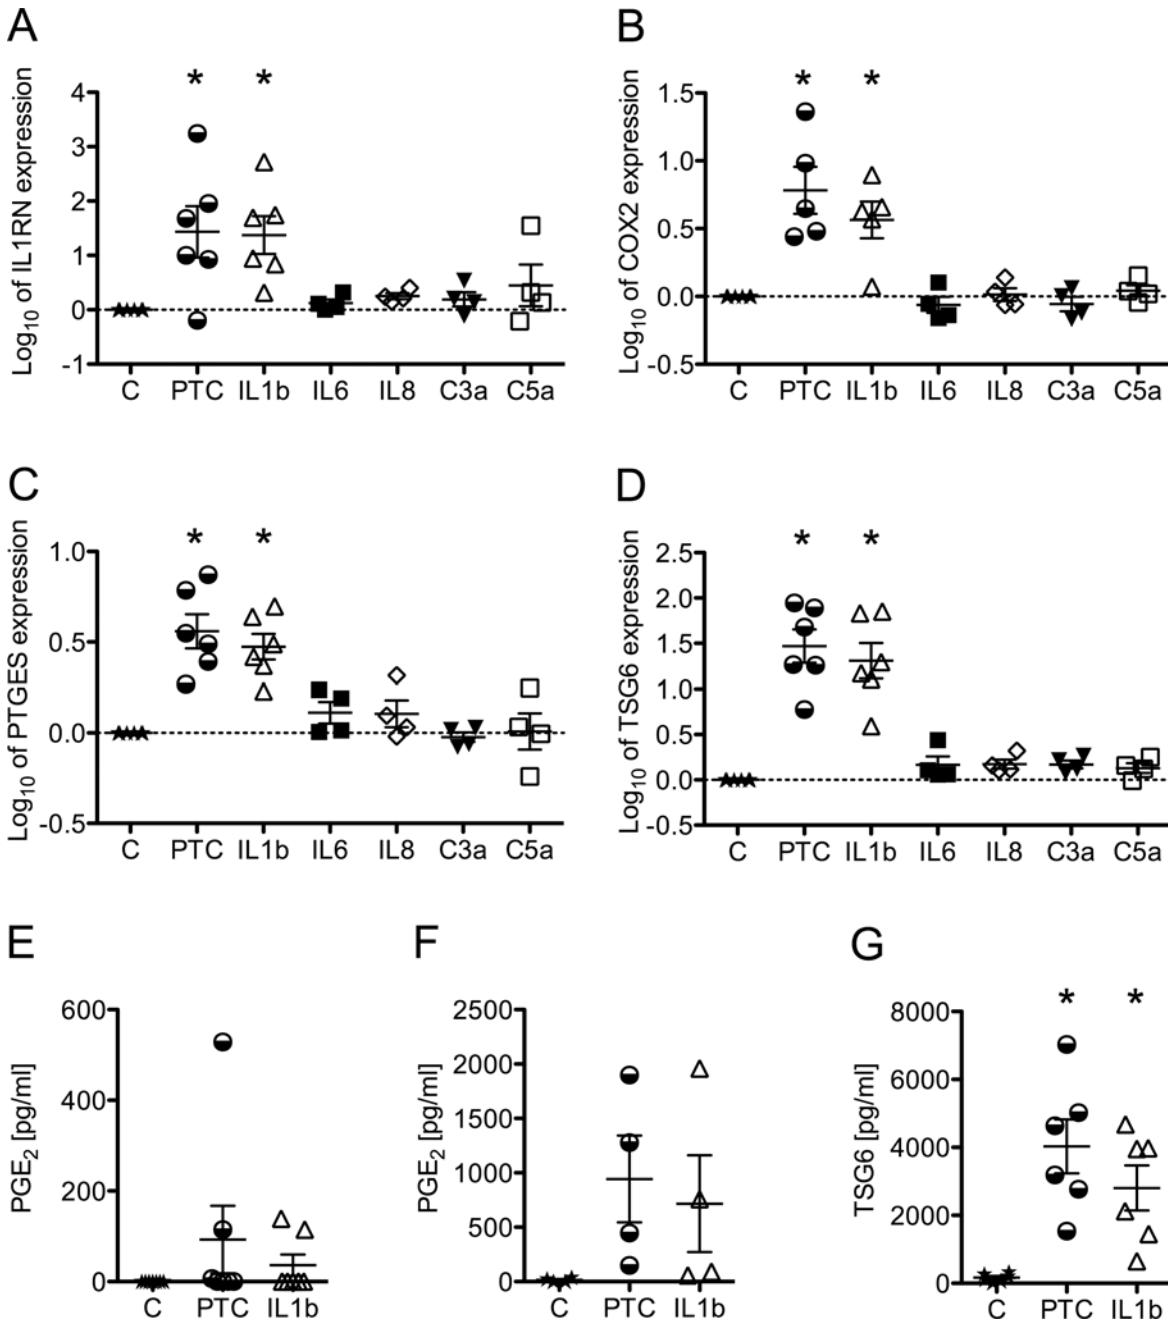 A
Log10 of IL1RN expression
* *
4
3
2
1
0
-1
C PTC IL1b IL6 IL8 C3a C5a
B
Log10 of COX2 expression
* *
1.5
1.0
0.5
0.0
-0.5
C PTC IL1b IL6 IL8 C3a C5a
C
Log10 of PTGES expression
* *
1.0
0.5
0.0
-0.5
C PTC IL1b IL6 IL8 C3a C5a
D
Log10 of TSG6 expression
* *
2.5
2.0
1.5
1.0
0.5
0.0
-0.5
C PTC IL1b IL6 IL8 C3a C5a
E
PGE2 [pg/ml]
600
400
200
0
C PTC IL1b
F
PGE2 [pg/ml]
2500
2000
1500
1000
500
0
C PTC IL1b
G
TSG6 [pg/ml]
* *
8000
6000
4000
2000
0
C PTC IL1b